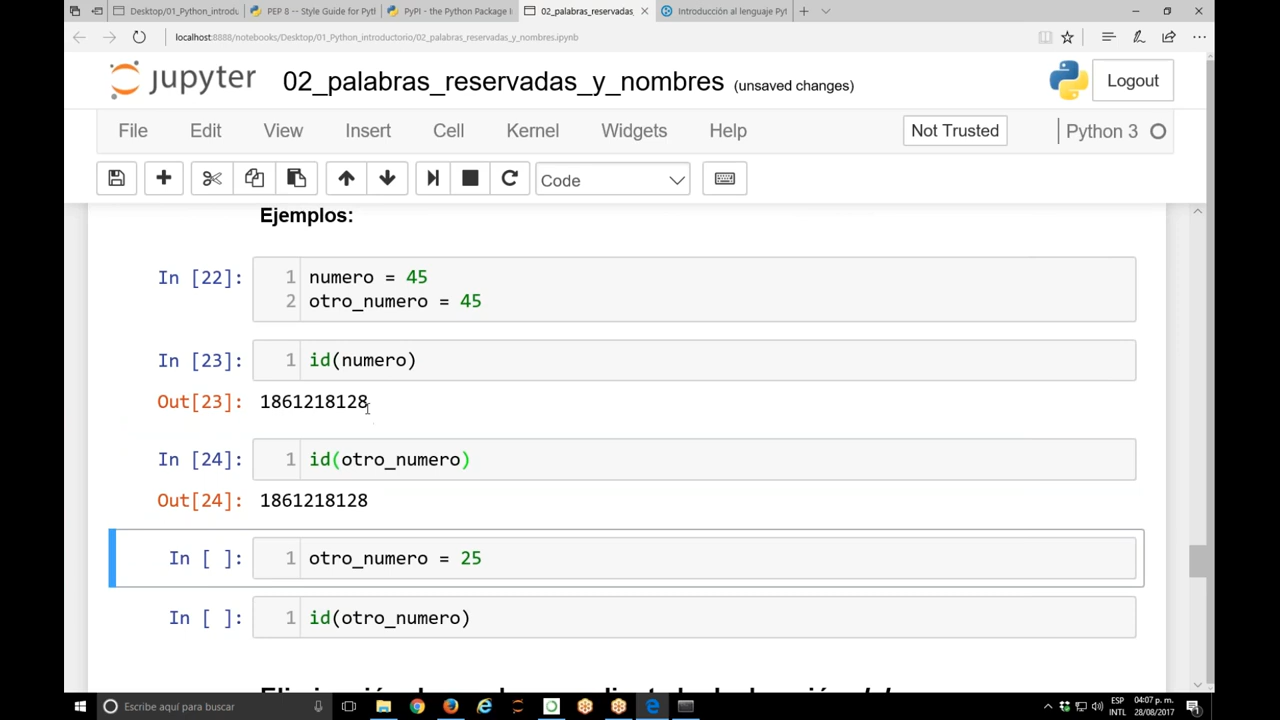 Desktop/01_Python_introdu
PEP 8 -- Style Guide for Pytl
PyPI - the Python Package I
02_palabras_reservadas_
Introducción al lenguaje Pyt
localhost:8888/notebooks/Desktop/01_Python_introductorio/02_palabras_reservadas_y_nombres.ipynb
jupyter 02_palabras_reservadas_y_nombres (unsaved changes) Logout
File Edit View Insert Cell Kernel Widgets Help Not Trusted Python 3
Code
Ejemplos:
In [22]: 1 numero = 45
2 otro_numero = 45
In [23]: 1 id(numero)
Out[23]: 1861218128
In [24]: 1 id(otro_numero)
Out[24]: 1861218128
In [ ]: 1 otro_numero = 25
In [ ]: 1 id(otro_numero)
Escribe aquí para buscar
ESP 04:07 p. m.
INTL 28/08/2017